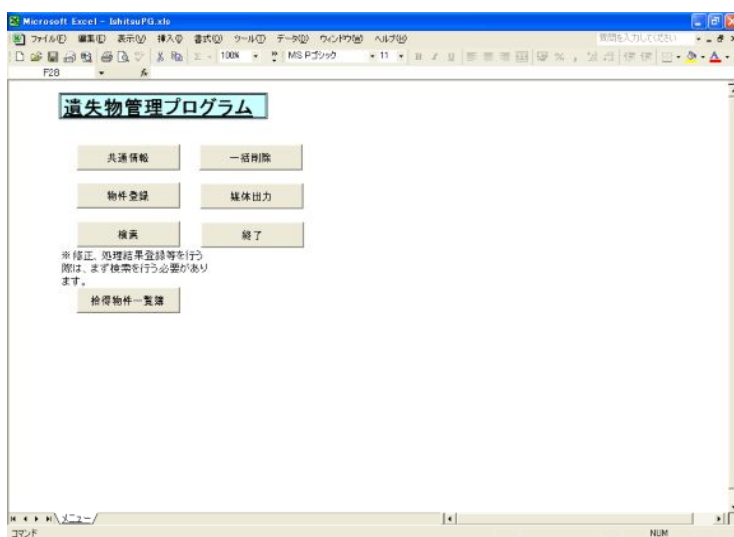 Microsoft Excel - IshitsuPG.xls
ファイル(F) 編集(E) 表示(V) 挿入(I) 書式(O) ツール(T) データ(D) ウィンドウ(W) ヘルプ(H) 質問を入力してください
100% MS Pゴシック 11 B I U
F28 fx
遺失物管理プログラム
共通情報 一括削除
物件登録 媒体出力
検索 終了
※修正、処理結果登録等を行う
際は、まず検索を行う必要があり
ます。
拾得物件一覧簿
メニュー
コマンド NUM